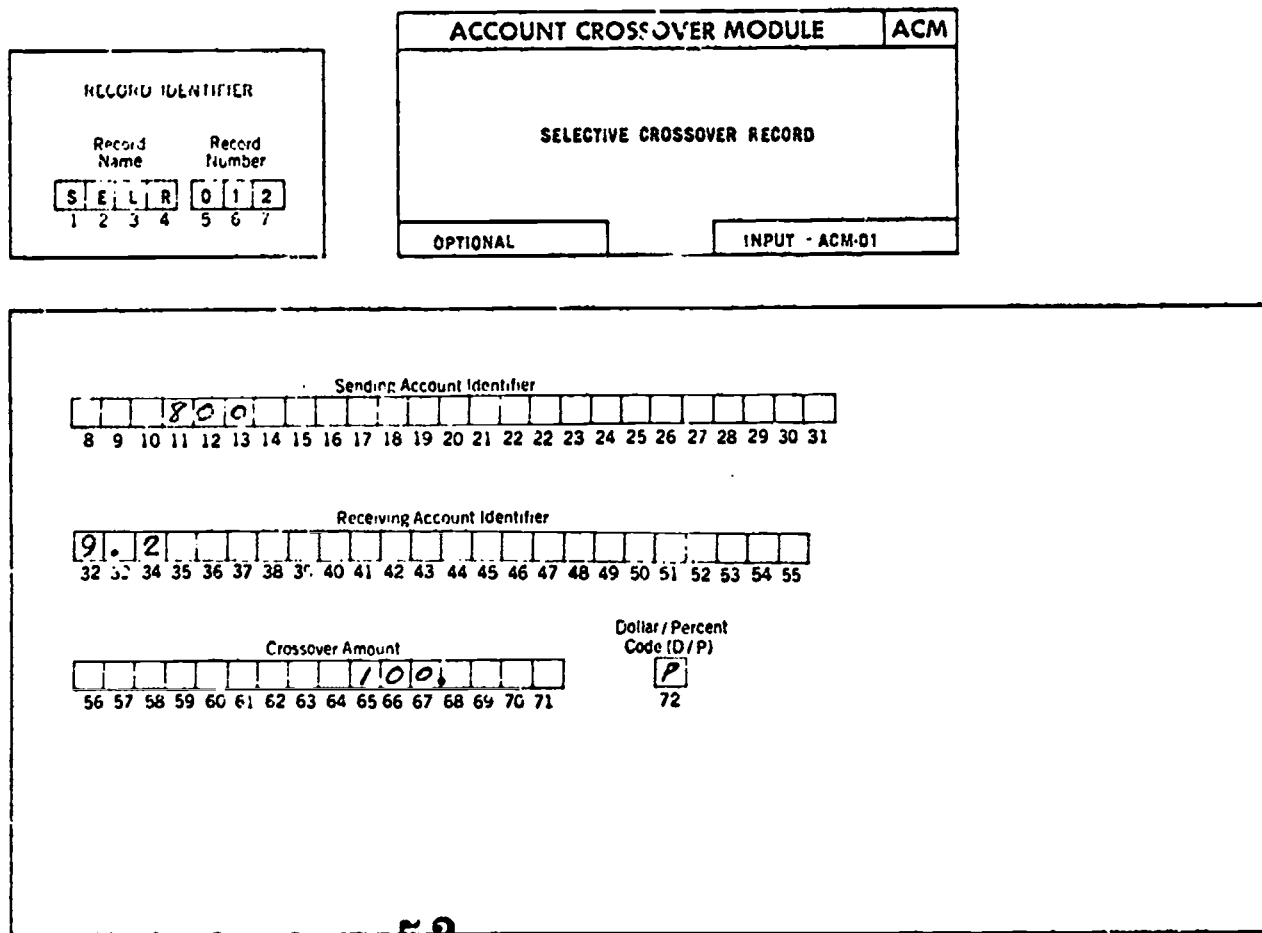 ACCOUNT CROSSOVER MODULE ACM
RECORD IDENTIFIER
SELECTIVE CROSSOVER RECORD
Record Name Record Number
S E L R 0 1 2
1 2 3 4 5 6 7
OPTIONAL INPUT - ACM-01
Sending Account Identifier
8 0 0
8 9 10 11 12 13 14 15 16 17 18 19 20 21 22 22 23 24 25 26 27 28 29 30 31
Receiving Account Identifier
9 . 2
32 33 34 35 36 37 38 39 40 41 42 43 44 45 46 47 48 49 50 51 52 53 54 55
Crossover Amount
Dollar / Percent
Code (D / P)
1 0 0 .
P
56 57 58 59 60 61 62 63 64 65 66 67 68 69 70 71 72